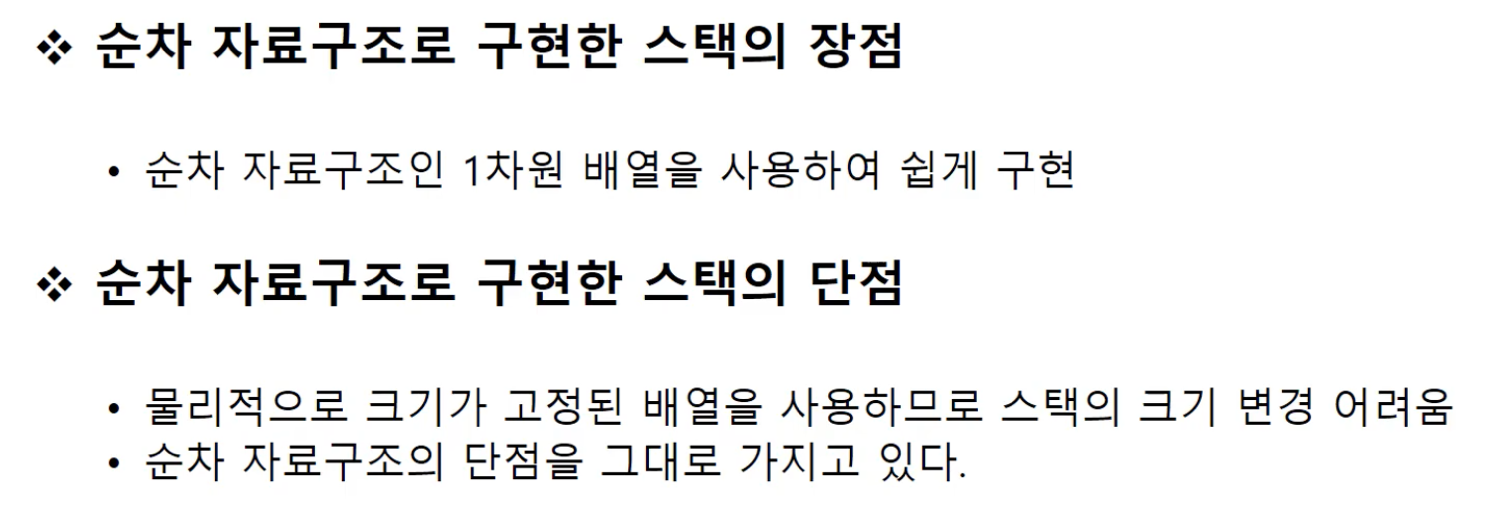 ❖ 순차 자료구조로 구현한 스택의 장점
• 순차 자료구조인 1차원 배열을 사용하여 쉽게 구현
❖ 순차 자료구조로 구현한 스택의 단점
• 물리적으로 크기가 고정된 배열을 사용하므로 스택의 크기 변경 어려움
• 순차 자료구조의 단점을 그대로 가지고 있다.